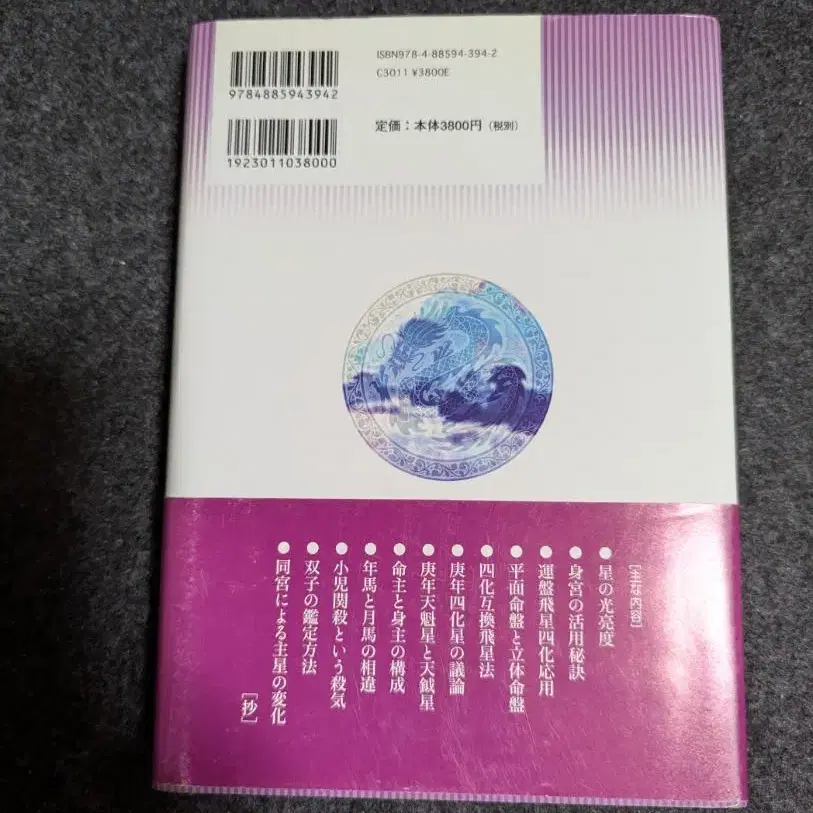 ISBN978-4-88594-394-2
C3011 ¥3800E
9784885943942
定価：本体3800円（税別）
1923011038000
［主な内容］
●星の光亮度
●身宮の活用秘訣
●運盤飛星四化応用
●平面命盤と立体命盤
●四化互換飛星法
●庚年四化星の議論
●庚年天魁星と天鉞星
●命主と身主の構成
●年馬と月馬の相違
●小児関殺という殺気
●双子の鑑定方法
●同宮による主星の変化
［抄］